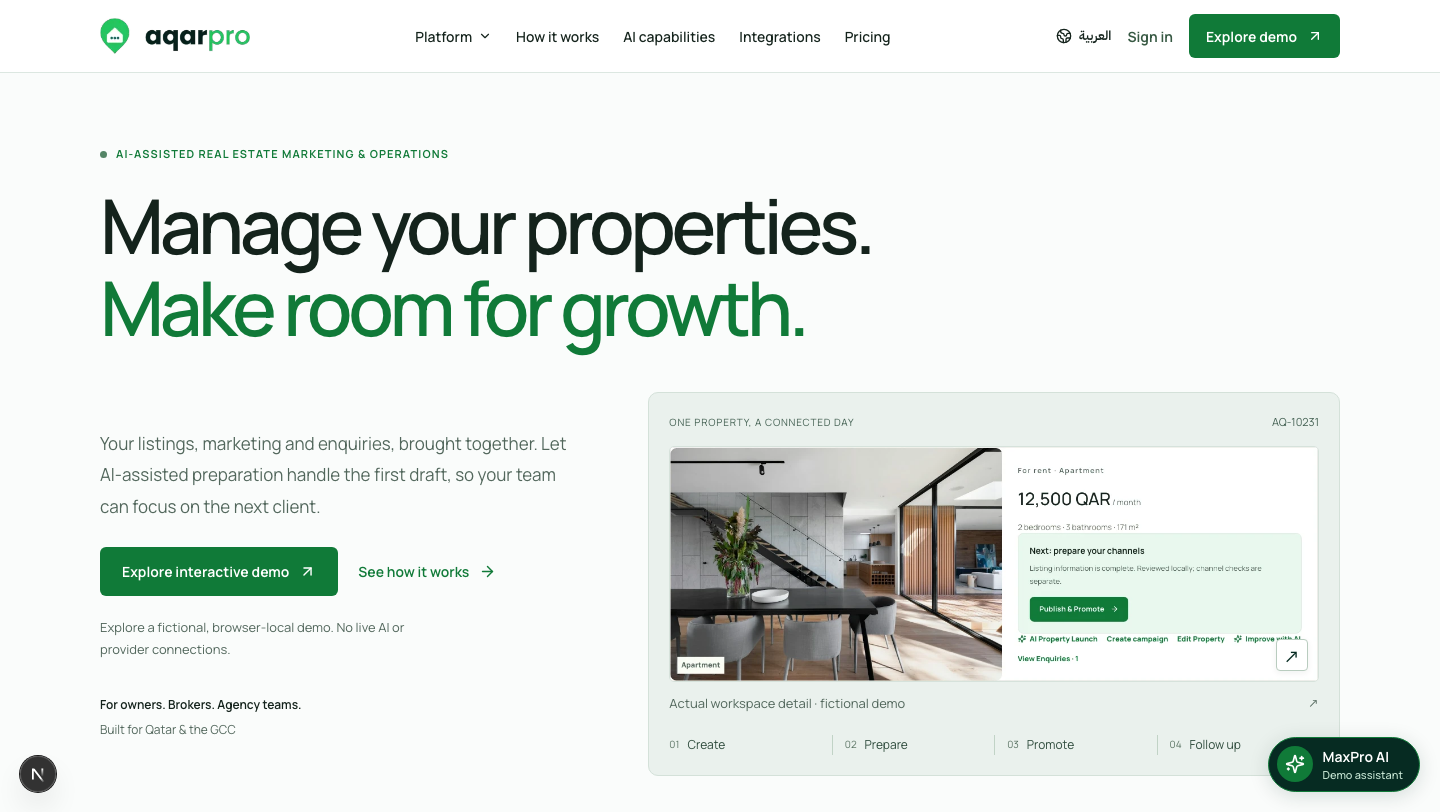 aqarpro
Platform
How it works
AI capabilities
Integrations
Pricing
العربية
Sign in
Explore demo
AI-ASSISTED REAL ESTATE MARKETING & OPERATIONS
Manage your properties.
Make room for growth.
Your listings, marketing and enquiries, brought together. Let
AI-assisted preparation handle the first draft, so your team
can focus on the next client.
Explore interactive demo
See how it works
Explore a fictional, browser-local demo. No live AI or
provider connections.
For owners. Brokers. Agency teams.
Built for Qatar & the GCC
ONE PROPERTY, A CONNECTED DAY
AQ-10231
Apartment
For rent · Apartment
12,500 QAR / month
2 bedrooms · 3 bathrooms · 171 m²
Next: prepare your channels
Listing information is complete. Reviewed locally; channel checks are
separate.
Publish & Promote
AI Property Launch
Create campaign
Edit Property
Improve with AI
View Enquiries · 1
Actual workspace detail · fictional demo
01 Create
02 Prepare
03 Promote
04 Follow up
N
MaxPro AI
Demo assistant